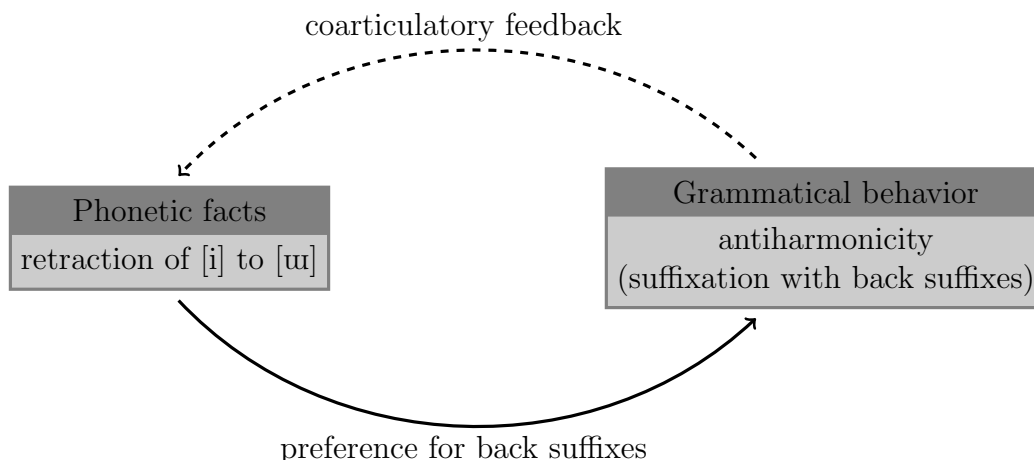 coarticulatory feedback
Phonetic facts
retraction of [i] to [ɯ]
Grammatical behavior
antiharmonicity
(suffixation with back suffixes)
preference for back suffixes